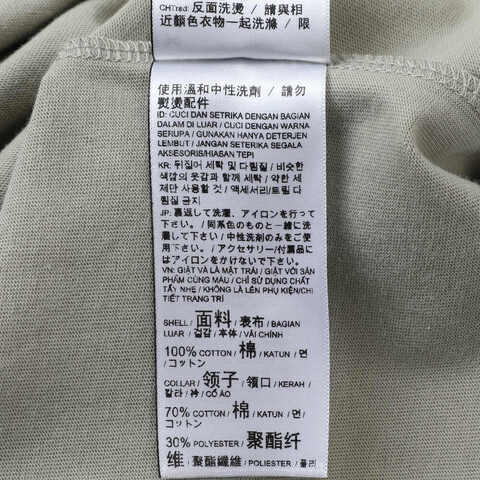 CHTrad: 反面洗燙 / 請與相
近顏色衣物一起洗滌 / 限
使用溫和中性洗劑 / 請勿
熨燙配件
ID: CUCI DAN SETRIKA DENGAN BAGIAN
DALAM DI LUAR / CUCI DENGAN WARNA
SERUPA / GUNAKAN HANYA DETERJEN
LEMBUT / JANGAN SETERIKA SEGALA
AKSESORIS/HIASAN TEPI
KR: 뒤집어 세탁 및 다림질 / 비슷한
색깔의 옷감과 함께 세탁 / 약한 세
제만 사용할 것 / 액세서리/트림 다
림질 금지
JP: 裏返して洗濯、アイロンを行って
下さい。/ 同系色のものと一緒に洗
濯して下さい / 中性洗剤のみをご使
用下さい。/ アクセサリー/付属品に
はアイロンをかけないで下さい。
VN: GIẶT VÀ LÀ MẶT TRÁI / GIẶT VỚI SẢN
PHẨM CÙNG MÀU / CHỈ SỬ DỤNG CHẤT
TẨY NHẸ / KHÔNG LÀ LÊN PHỤ KIỆN/CHI
TIẾT TRANG TRÍ
SHELL / 面料 / 表布 / BAGIAN
LUAR / 겉감 / 本体 / VẢI CHÍNH
100% COTTON / 棉 / KATUN / 면
/ コットン
COLLAR / 领子 / 領口 / KERAH /
칼라 / 衿 / CỔ ÁO
70% COTTON / 棉 / KATUN / 면 /
コットン
30% POLYESTER / 聚酯纤
维 / 聚酯纖維 / POLIESTER / 폴리